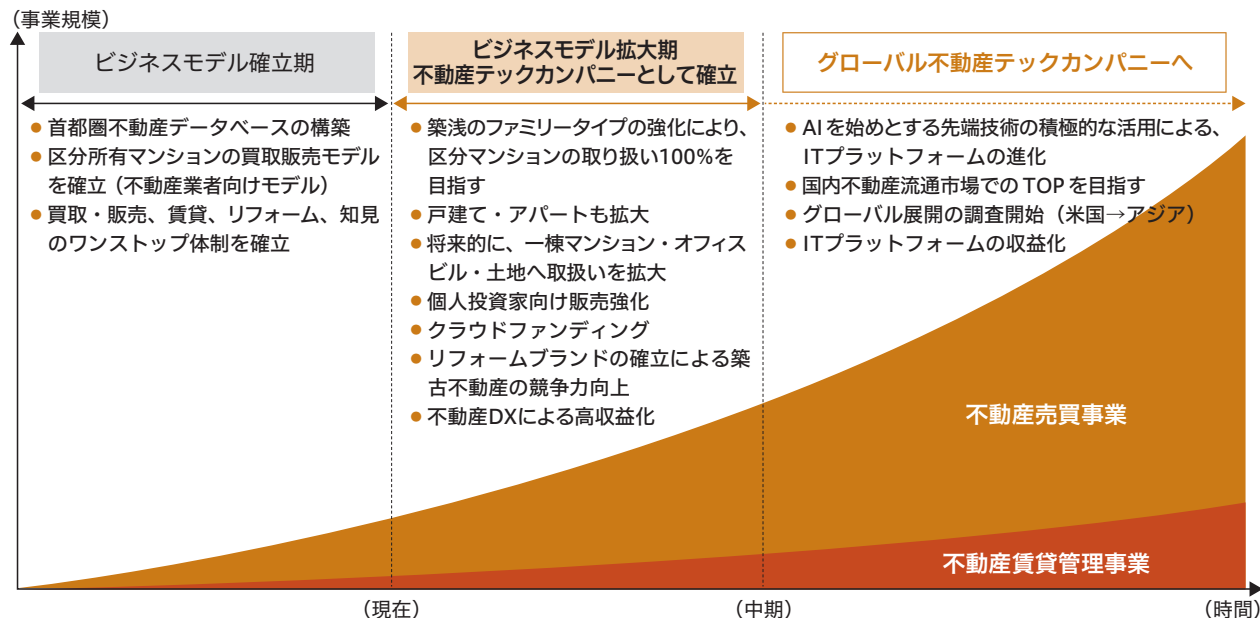 （事業規模）
ビジネスモデル確立期
● 首都圏不動産データベースの構築
● 区分所有マンションの買取販売モデル
を確立（不動産業者向けモデル）
● 買取・販売、賃貸、リフォーム、知見
のワンストップ体制を確立
ビジネスモデル拡大期
不動産テックカンパニーとして確立
● 築浅のファミリータイプの強化により、
区分マンションの取り扱い100%を
目指す
● 戸建て・アパートも拡大
● 将来的に、一棟マンション・オフィス
ビル・土地へ取扱いを拡大
● 個人投資家向け販売強化
● クラウドファンディング
● リフォームブランドの確立による築
古不動産の競争力向上
● 不動産DXによる高収益化
グローバル不動産テックカンパニーへ
● AIを始めとする先端技術の積極的な活用による、
ITプラットフォームの進化
● 国内不動産流通市場でのTOPを目指す
● グローバル展開の調査開始（米国→アジア）
● ITプラットフォームの収益化
不動産売買事業
不動産賃貸管理事業
（現在）
（中期）
（時間）